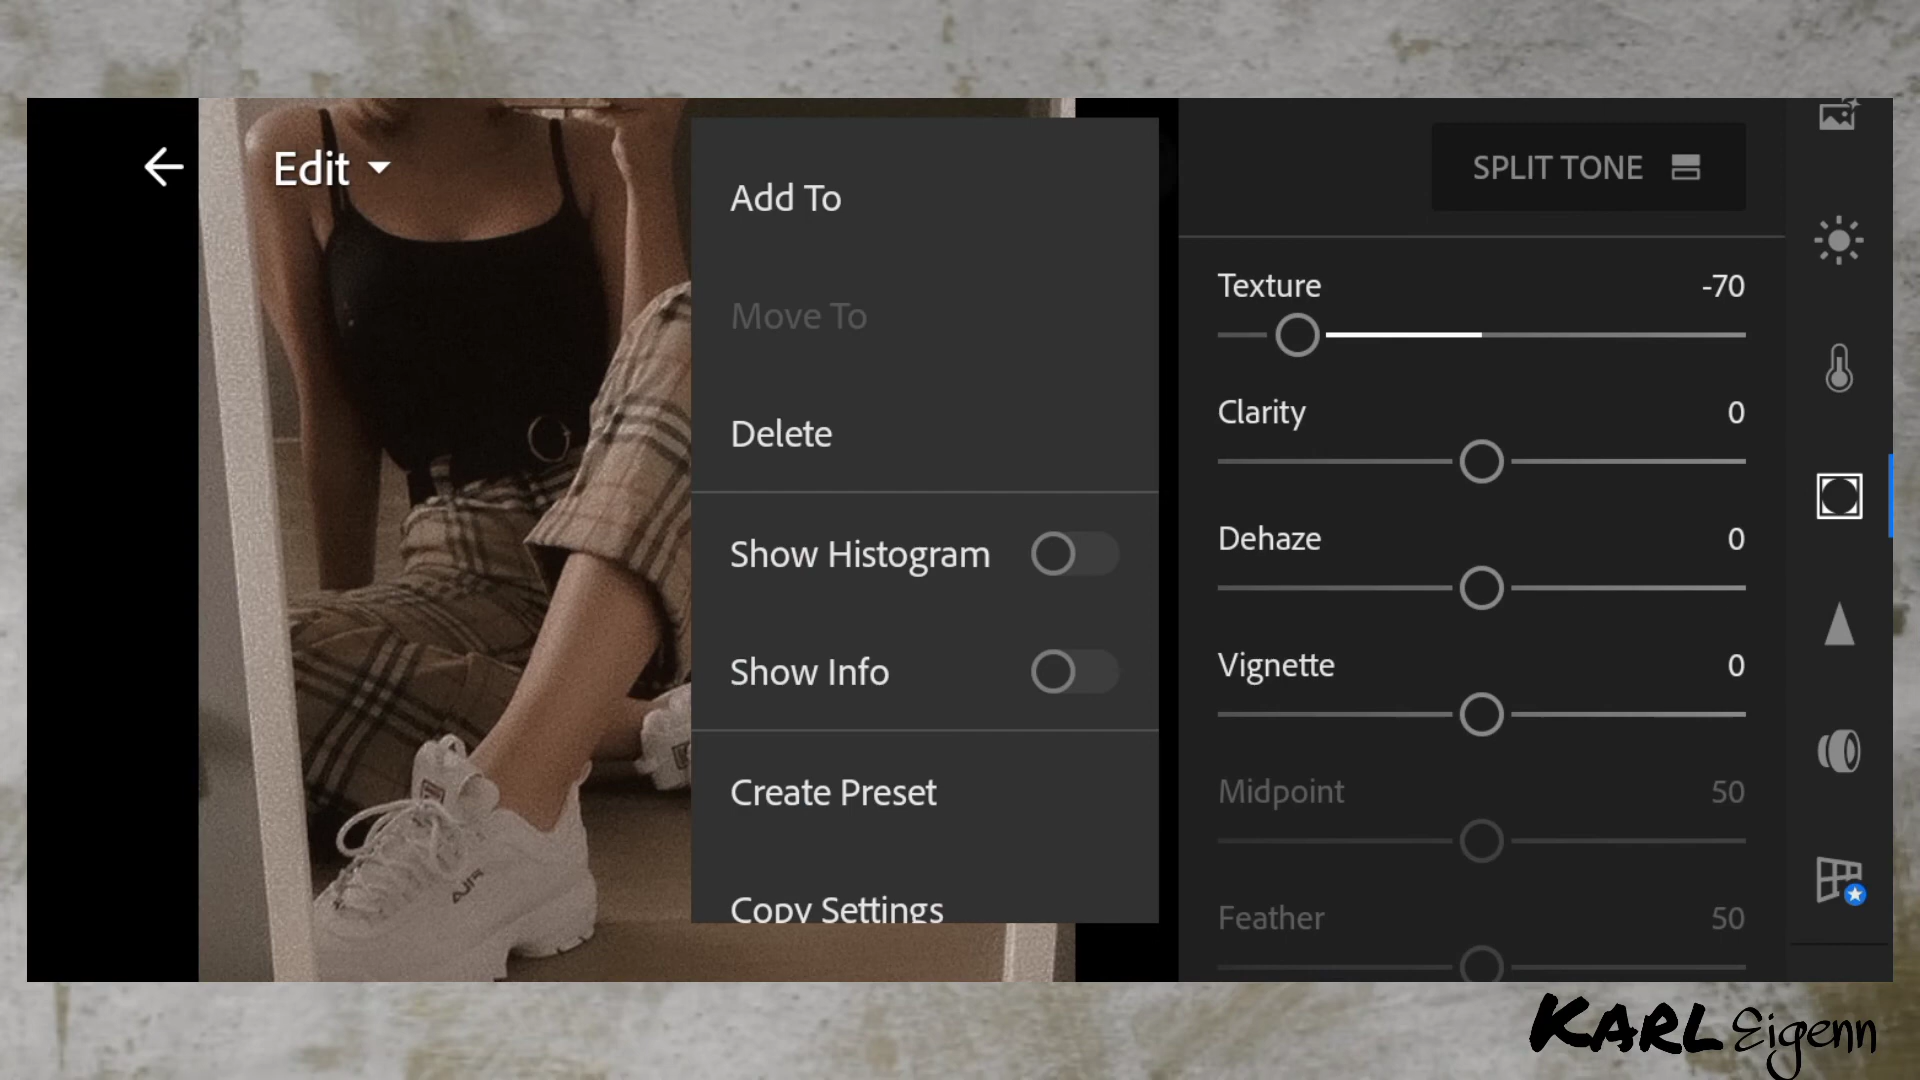 Edit
Add To
Move To
Delete
Show Histogram
Show Info
Create Preset
Copy Settings
SPLIT TONE
Texture -70
Clarity 0
Dehaze 0
Vignette 0
Midpoint 50
Feather 50
AIR
KARL Eigenn